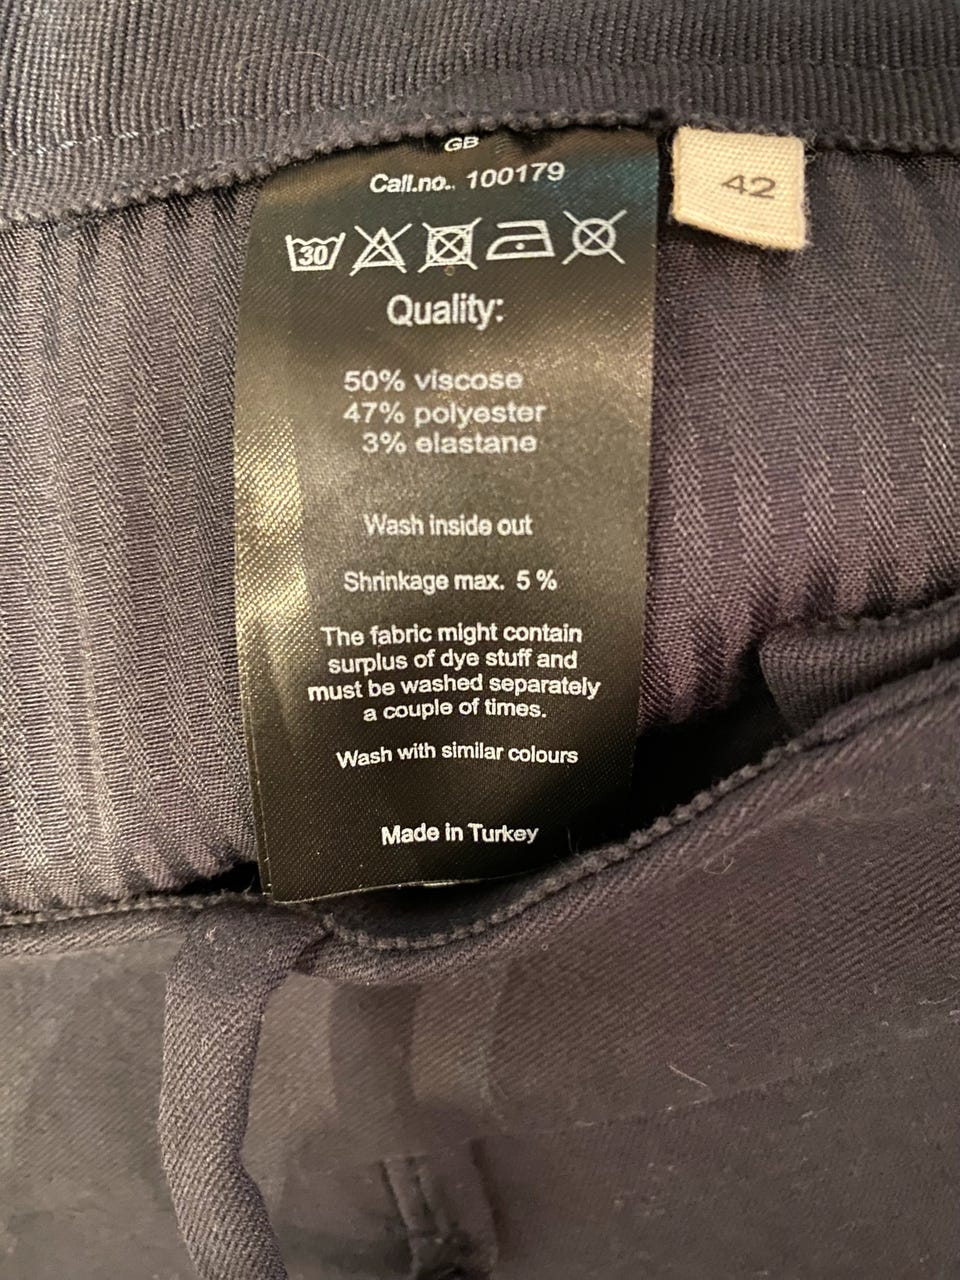 GB
Call.no.. 100179
42
30
Quality:
50% viscose
47% polyester
3% elastane
Wash inside out
Shrinkage max. 5 %
The fabric might contain
surplus of dye stuff and
must be washed separately
a couple of times.
Wash with similar colours
Made in Turkey